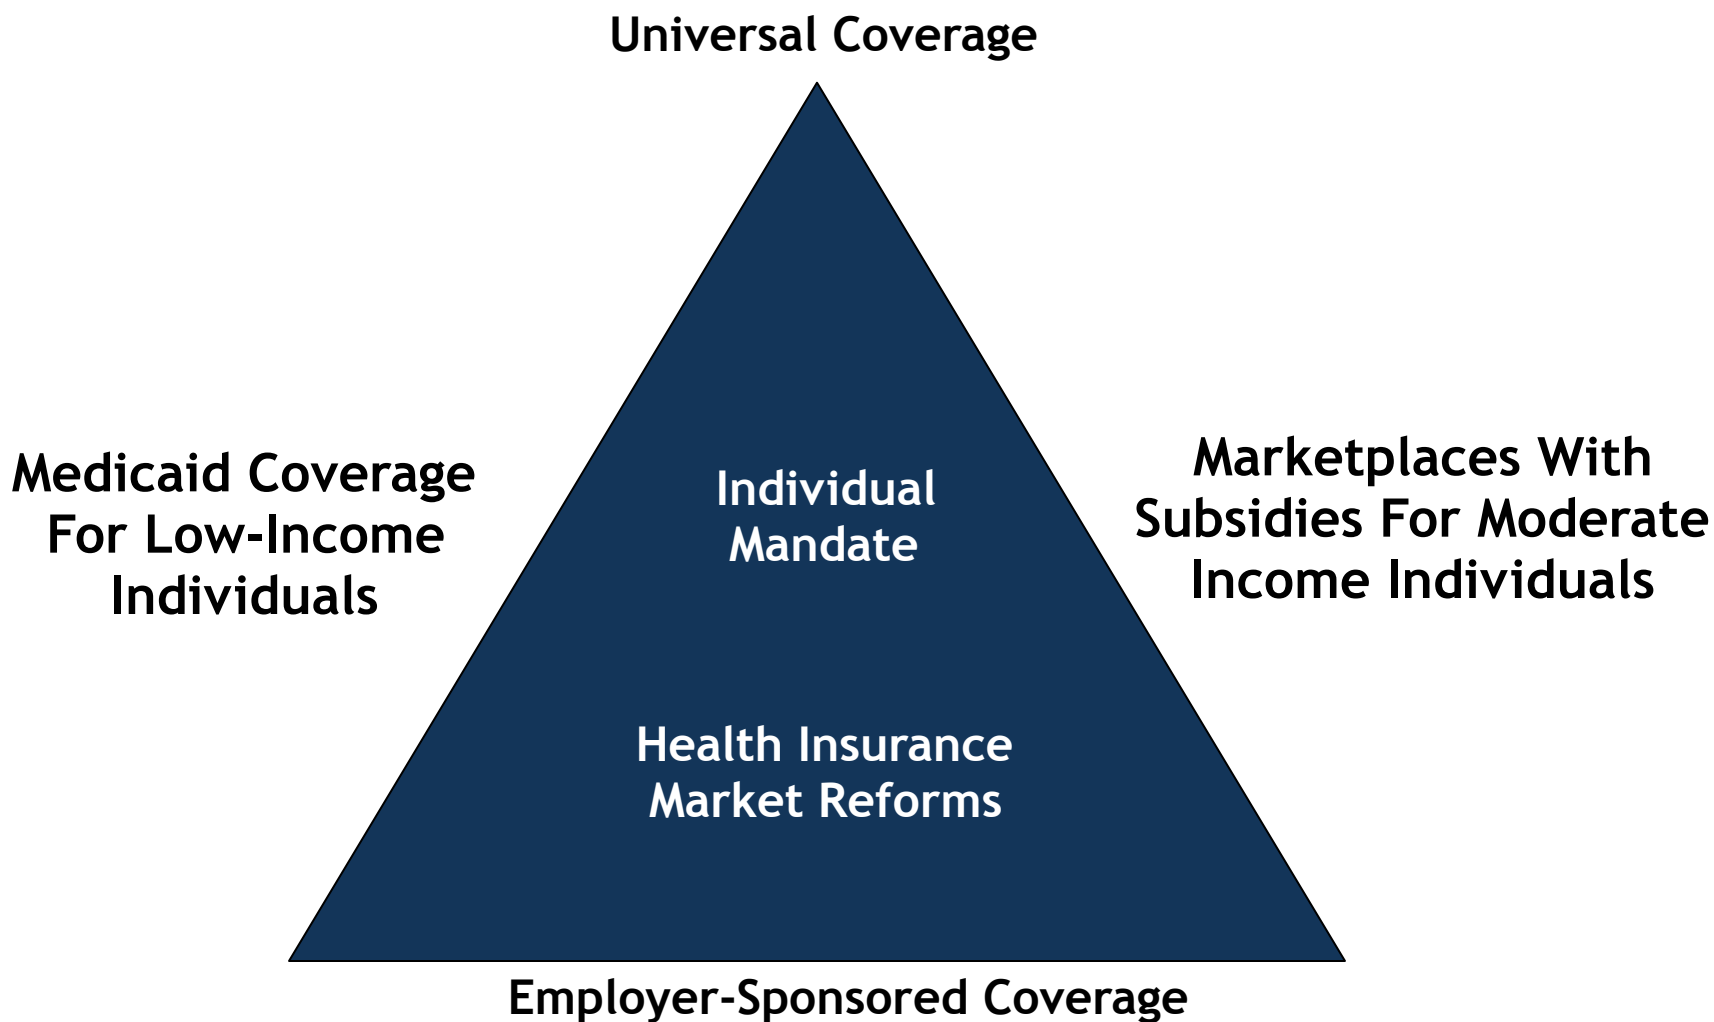 Universal Coverage
Medicaid Coverage
For Low-Income
Individuals
Individual
Mandate
Marketplaces With
Subsidies For Moderate
Income Individuals
Health Insurance
Market Reforms
Employer-Sponsored Coverage